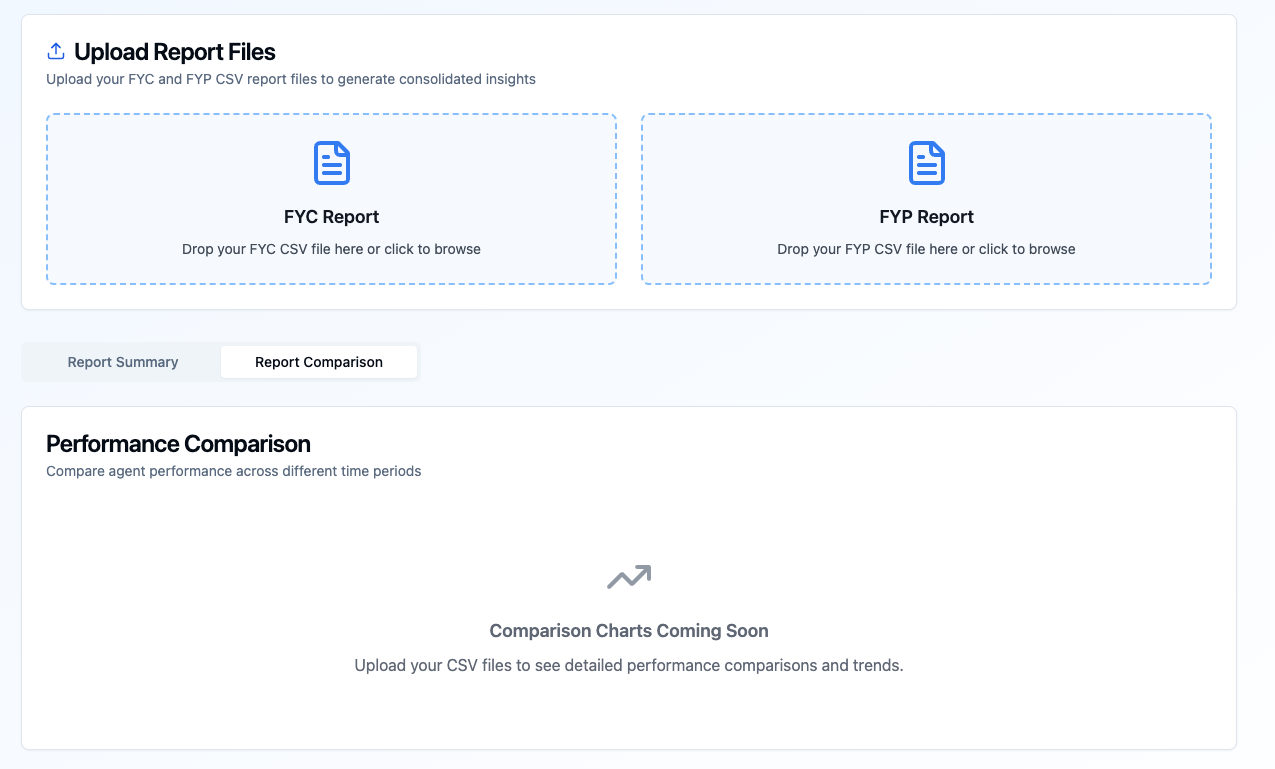 Upload Report Files
Upload your FYC and FYP CSV report files to generate consolidated insights
FYC Report
Drop your FYC CSV file here or click to browse
FYP Report
Drop your FYP CSV file here or click to browse
Report Summary
Report Comparison
Performance Comparison
Compare agent performance across different time periods
Comparison Charts Coming Soon
Upload your CSV files to see detailed performance comparisons and trends.